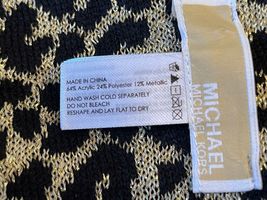 MADE IN CHINA
64% Acrylic 24% Polyester 12% Metallic
HAND WASH COLD SEPARATELY
DO NOT BLEACH
RESHAPE AND LAY FLAT TO DRY
MICHAEL
MICHAEL KORS